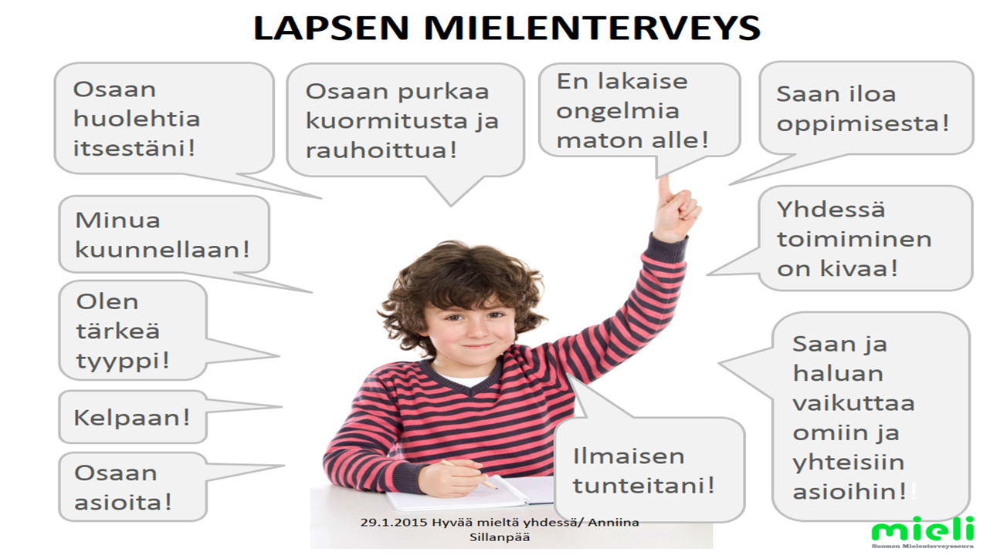 LAPSEN MIELENTERVEYS
Osaan
huolehtia
itsestäni!
Osaan purkaa
kuormitusta ja
rauhoittua!
En lakaise
ongelmia
maton alle!
Saan iloa
oppimisesta!
Minua
kuunnellaan!
Yhdessä
toimiminen
on kivaa!
Olen
tärkeä
tyyppi!
Kelpaan!
Osaan
asioita!
Ilmaisen
tunteitani!
Saan ja
haluan
vaikuttaa
omiin ja
yhteisiin
asioihin!!
29.1.2015 Hyvää mieltä yhdessä/ Anniina
Sillanpää
mieli
Suomen Mielenterveysseura